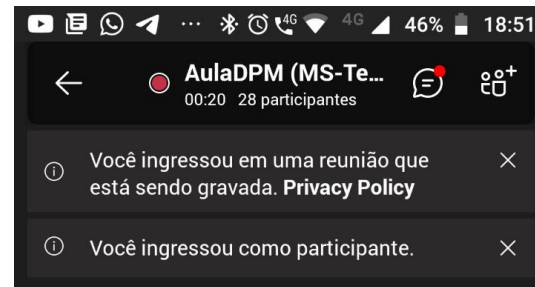 4G 4G 46% 18:51
AulaDPM (MS-Te...
00:20 28 participantes
Você ingressou em uma reunião que
está sendo gravada. Privacy Policy
Você ingressou como participante.